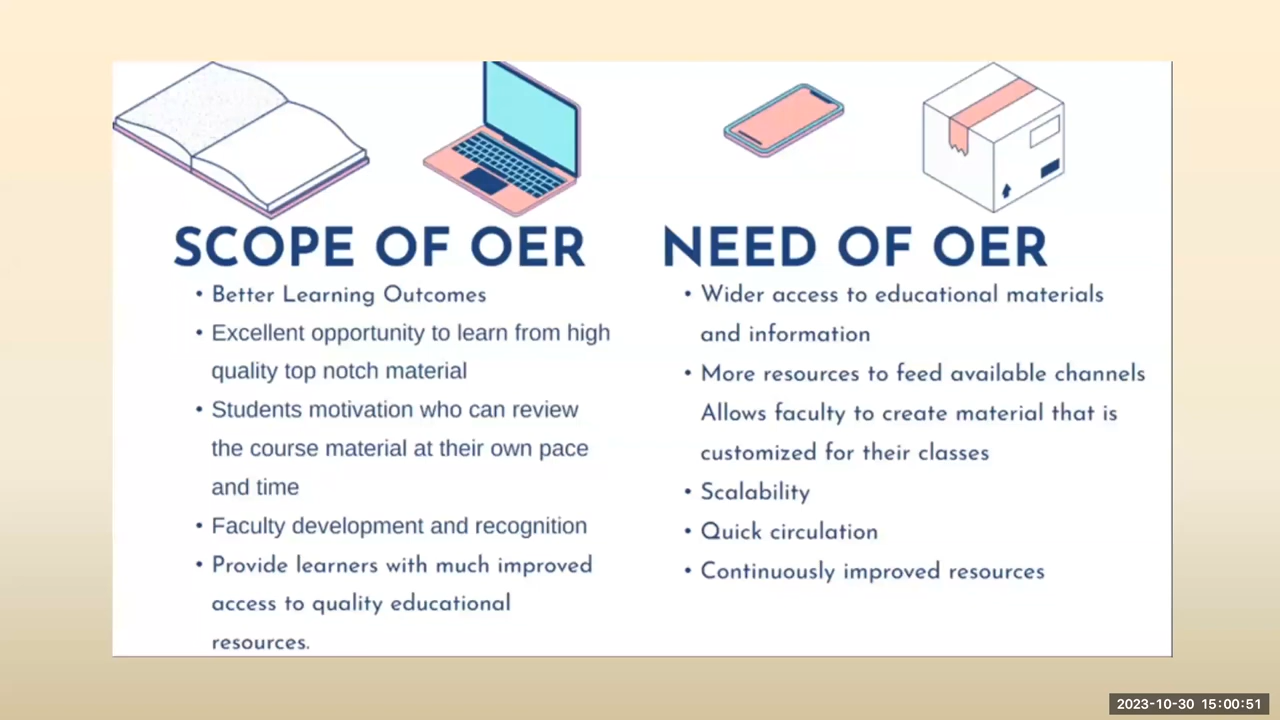 SCOPE OF OER
• Better Learning Outcomes
• Excellent opportunity to learn from high
quality top notch material
• Students motivation who can review
the course material at their own pace
and time
• Faculty development and recognition
• Provide learners with much improved
access to quality educational
resources.
NEED OF OER
• Wider access to educational materials
and information
• More resources to feed available channels
Allows faculty to create material that is
customized for their classes
• Scalability
• Quick circulation
• Continuously improved resources
2023-10-30 15:00:51